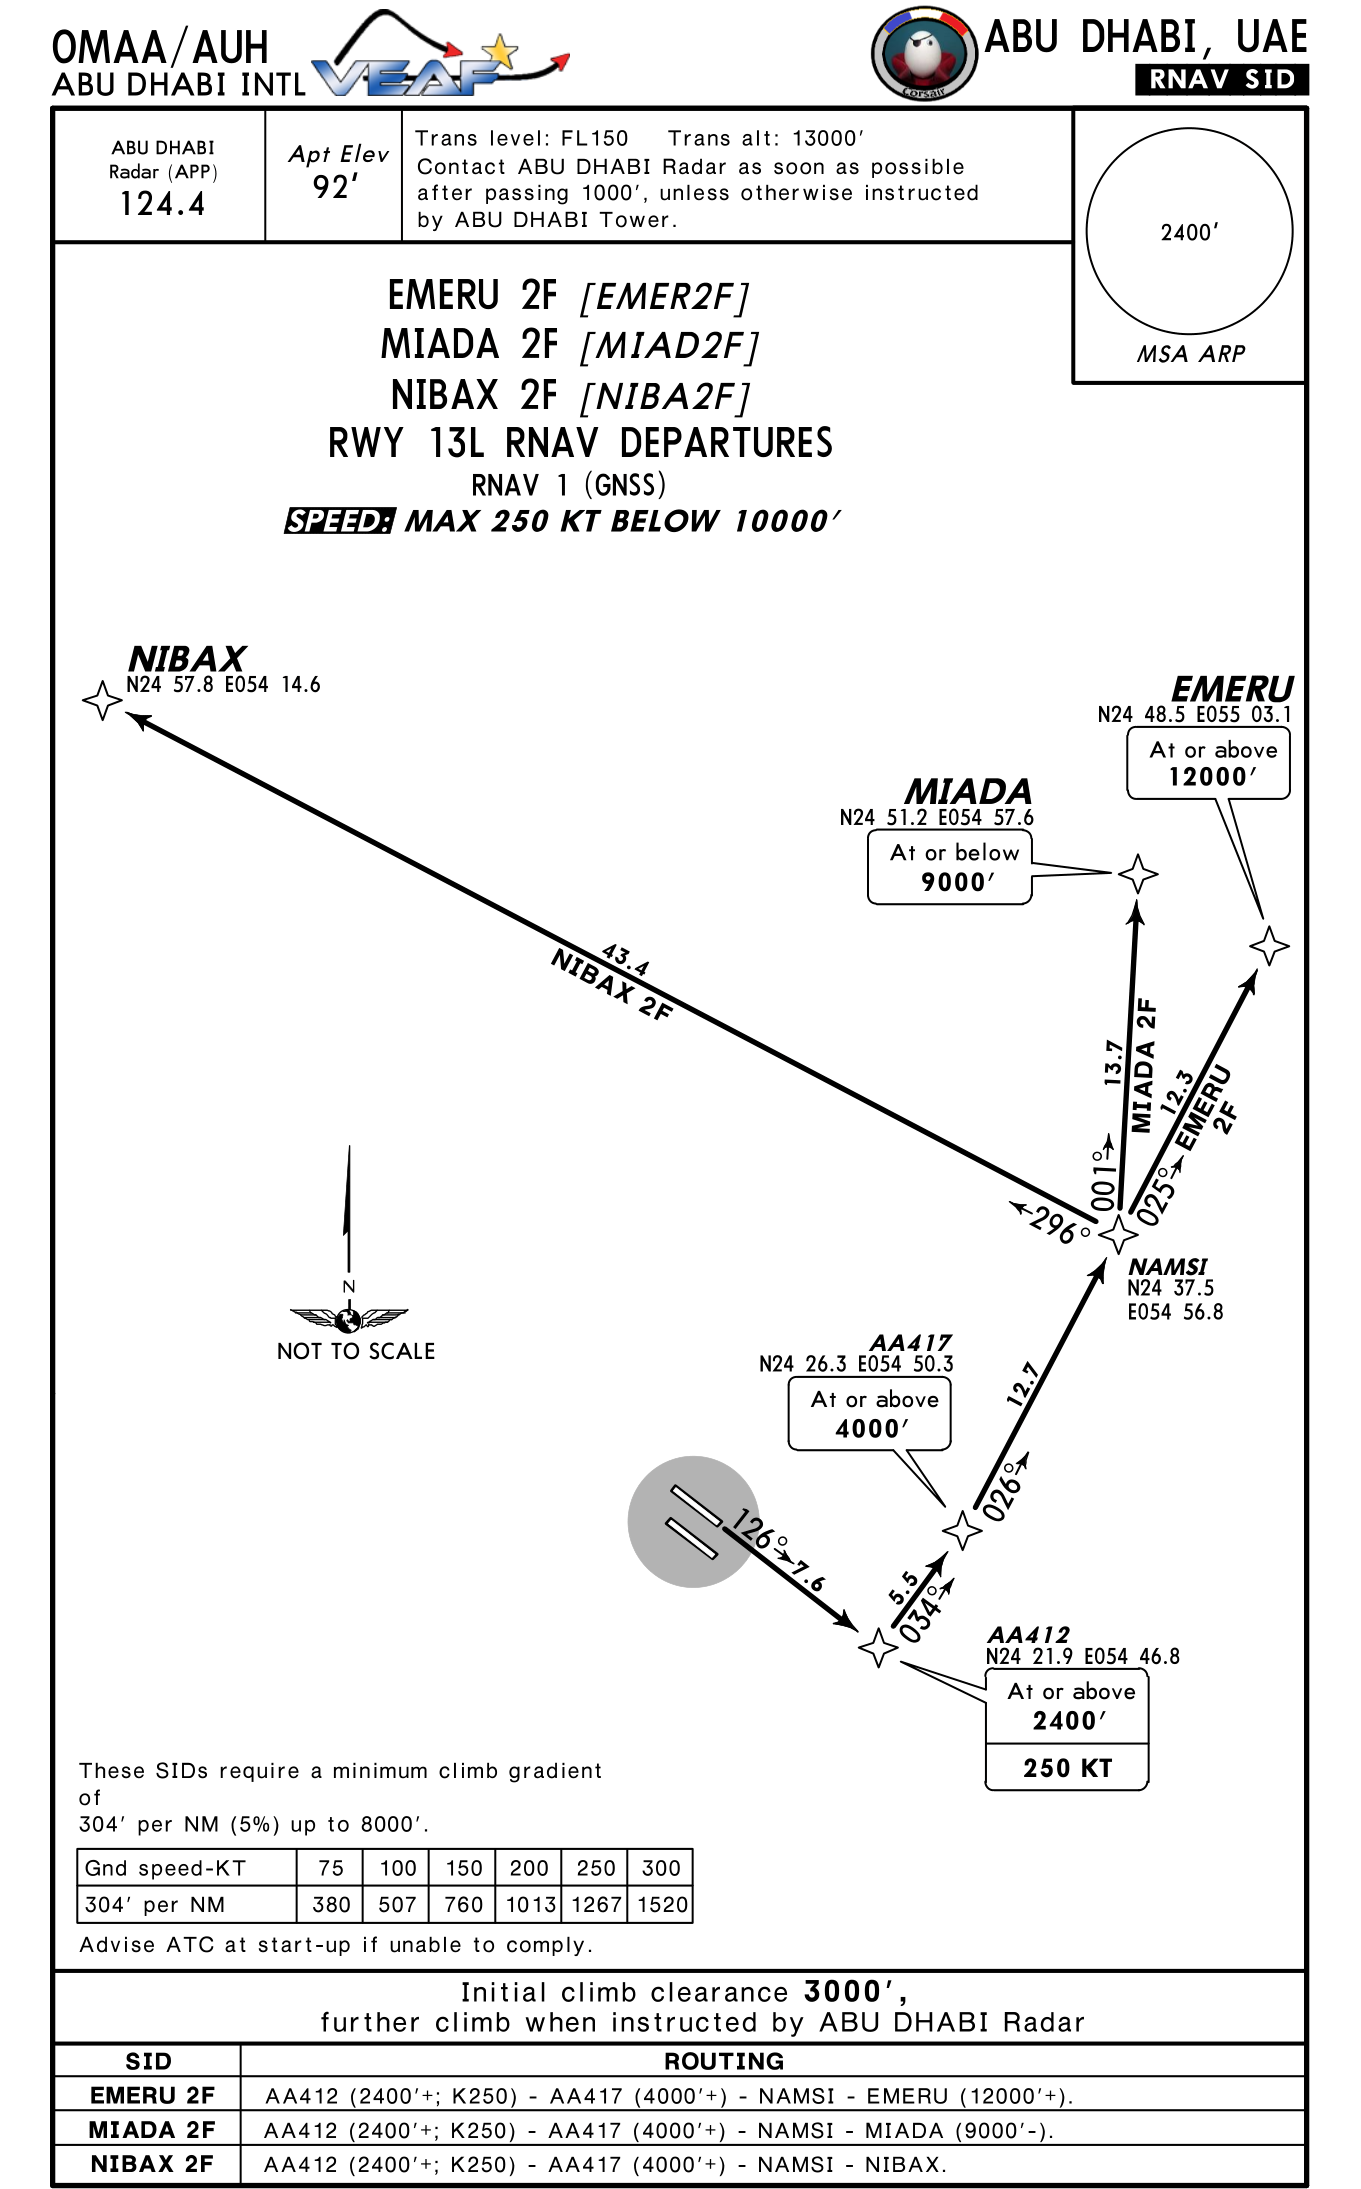 OMAA/AUH
ABU DHABI INTL
VEAF
Corsair
ABU DHABI, UAE
RNAV SID
ABU DHABI
Radar (APP)
124.4
Apt Elev
92'
Trans level: FL150 Trans alt: 13000'
Contact ABU DHABI Radar as soon as possible
after passing 1000', unless otherwise instructed
by ABU DHABI Tower.
2400'
MSA ARP
EMERU 2F [EMER2F]
MIADA 2F [MIAD2F]
NIBAX 2F [NIBA2F]
RWY 13L RNAV DEPARTURES
RNAV 1 (GNSS)
SPEED: MAX 250 KT BELOW 10000'
NIBAX
N24 57.8 E054 14.6
EMERU
N24 48.5 E055 03.1
At or above
12000'
MIADA
N24 51.2 E054 57.6
At or below
9000'
43.4
NIBAX 2F
13.7
MIADA 2F
12.3
EMERU
2F
001°
025°
296°
NAMSI
N24 37.5
E054 56.8
N
NOT TO SCALE
AA417
N24 26.3 E054 50.3
At or above
4000'
12.7
026°
126°
7.6
5.5
034°
AA412
N24 21.9 E054 46.8
At or above
2400'
250 KT
These SIDs require a minimum climb gradient
of
304' per NM (5%) up to 8000'.
Gnd speed-KT 75 100 150 200 250 300
304' per NM 380 507 760 1013 1267 1520
Advise ATC at start-up if unable to comply.
Initial climb clearance 3000',
further climb when instructed by ABU DHABI Radar
SID ROUTING
EMERU 2F AA412 (2400'+; K250) - AA417 (4000'+) - NAMSI - EMERU (12000'+).
MIADA 2F AA412 (2400'+; K250) - AA417 (4000'+) - NAMSI - MIADA (9000'-).
NIBAX 2F AA412 (2400'+; K250) - AA417 (4000'+) - NAMSI - NIBAX.